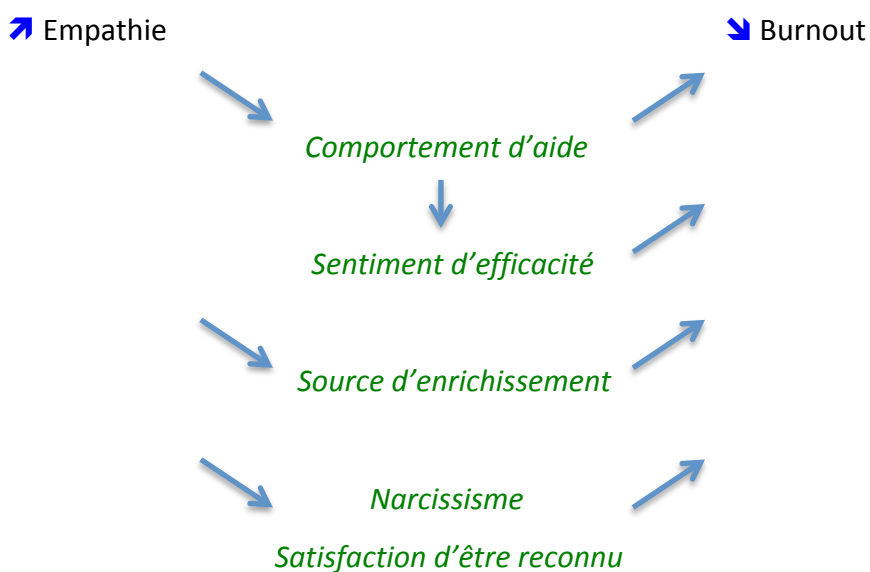 Empathie
Burnout
Comportement d’aide
Sentiment d’efficacité
Source d’enrichissement
Narcissisme
Satisfaction d’être reconnu